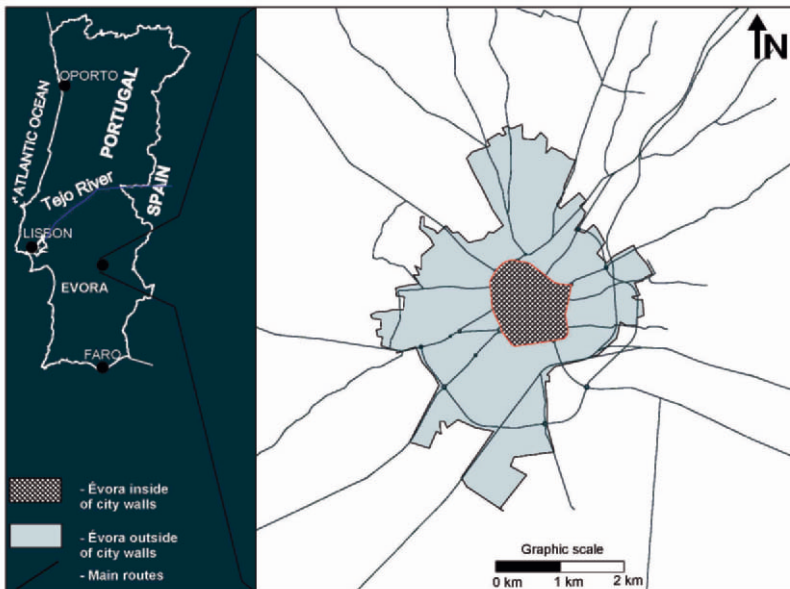 OPORTO
ATLANTIC OCEAN
PORTUGAL
Tejo River
SPAIN
LISBON
EVORA
FARO
- Évora inside
of city walls
- Évora outside
of city walls
- Main routes
N
Graphic scale
0 km 1 km 2 km